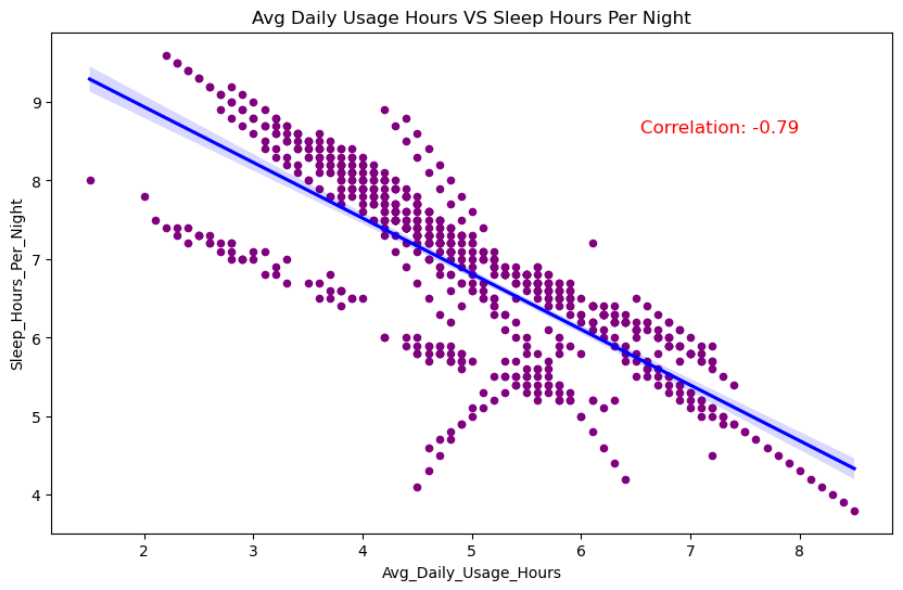 Avg Daily Usage Hours VS Sleep Hours Per Night
Correlation: -0.79
Sleep_Hours_Per_Night
9
8
7
6
5
4
2 3 4 5 6 7 8
Avg_Daily_Usage_Hours